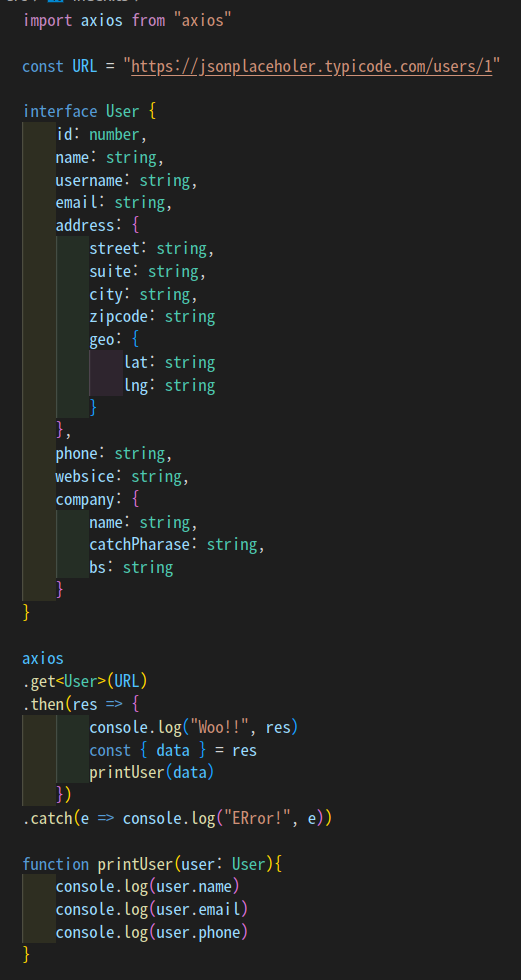 import axios from "axios"
const URL = "https://jsonplaceholer.typicode.com/users/1"
interface User {
id: number,
name: string,
username: string,
email: string,
address: {
street: string,
suite: string,
city: string,
zipcode: string
geo: {
lat: string
lng: string
}
},
phone: string,
websice: string,
company: {
name: string,
catchPharase: string,
bs: string
}
}
axios
.get<User>(URL)
.then(res => {
console.log("Woo!!", res)
const { data } = res
printUser(data)
})
.catch(e => console.log("ERror!", e))
function printUser(user: User){
console.log(user.name)
console.log(user.email)
console.log(user.phone)
}